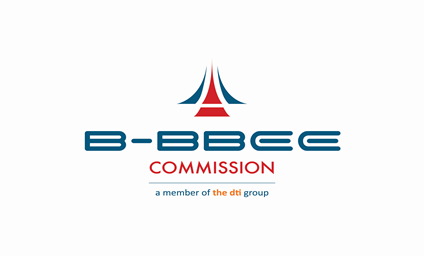 B-BBEE
COMMISSION
a member of the dti group